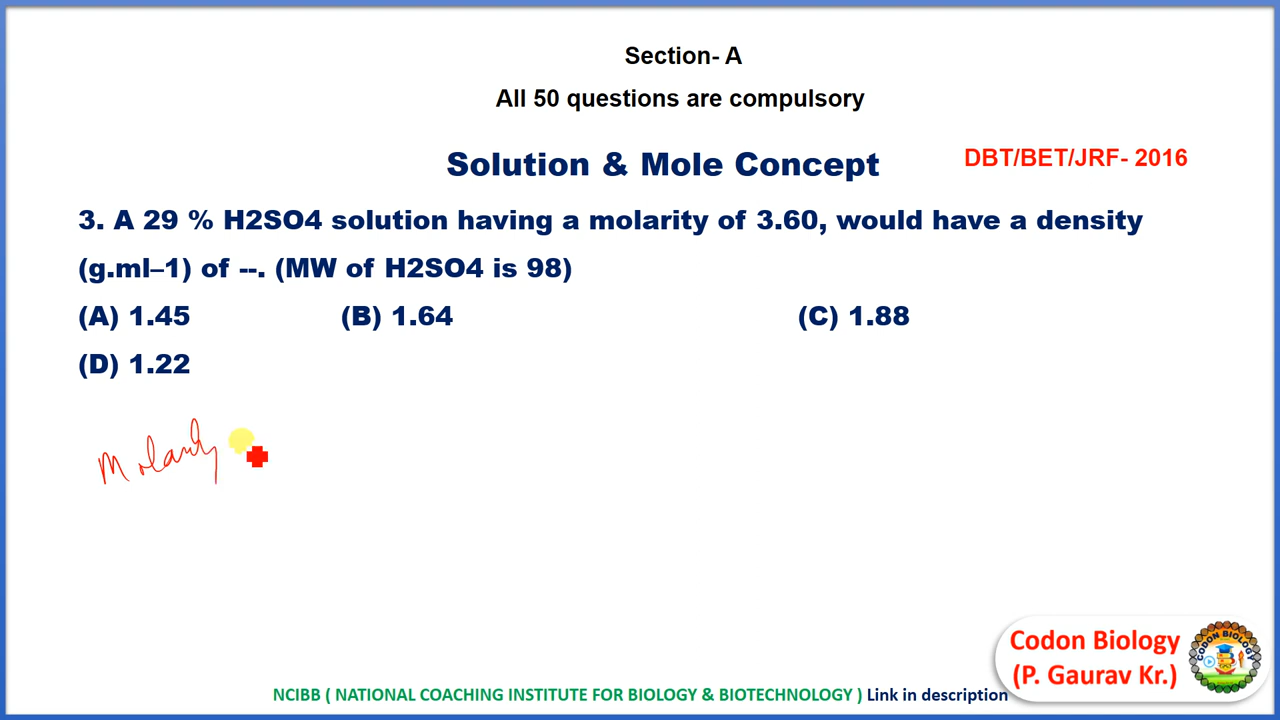 Section- A
All 50 questions are compulsory
Solution & Mole Concept
DBT/BET/JRF- 2016
3. A 29 % H2SO4 solution having a molarity of 3.60, would have a density
(g.ml–1) of --. (MW of H2SO4 is 98)
(A) 1.45 (B) 1.64 (C) 1.88
(D) 1.22
Molarity
Codon Biology
(P. Gaurav Kr.)
CODON BIOLOGY
NCIBB ( NATIONAL COACHING INSTITUTE FOR BIOLOGY & BIOTECHNOLOGY ) Link in description